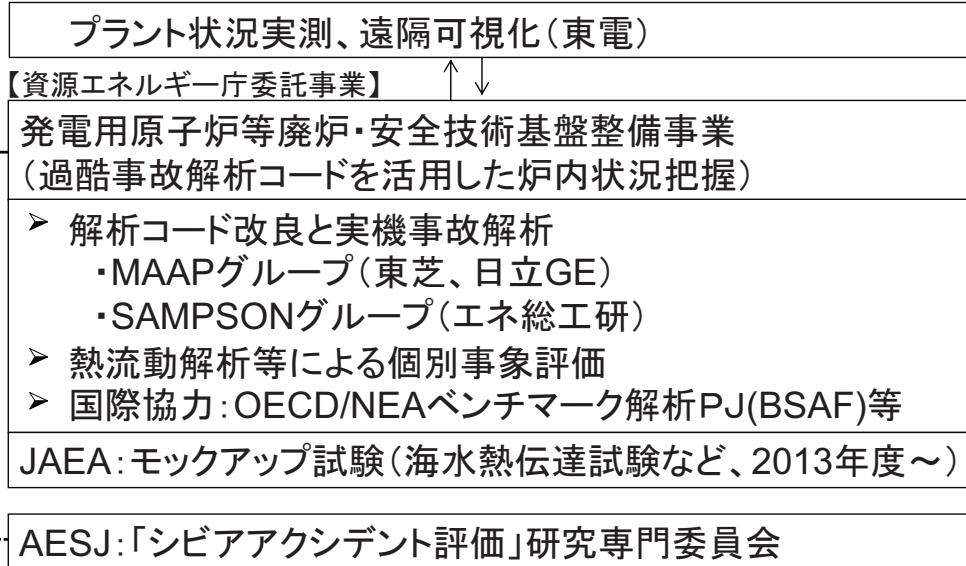 プラント状況実測、遠隔可視化（東電）
【資源エネルギー庁委託事業】
発電用原子炉等廃炉・安全技術基盤整備事業
（過酷事故解析コードを活用した炉内状況把握）
➢ 解析コード改良と実機事故解析
・MAAPグループ（東芝、日立GE）
・SAMPSONグループ（エネ総工研）
➢ 熱流動解析等による個別事象評価
➢ 国際協力：OECD/NEAベンチマーク解析PJ(BSAF)等
JAEA：モックアップ試験（海水熱伝達試験など、2013年度～）
AESJ：「シビアアクシデント評価」研究専門委員会